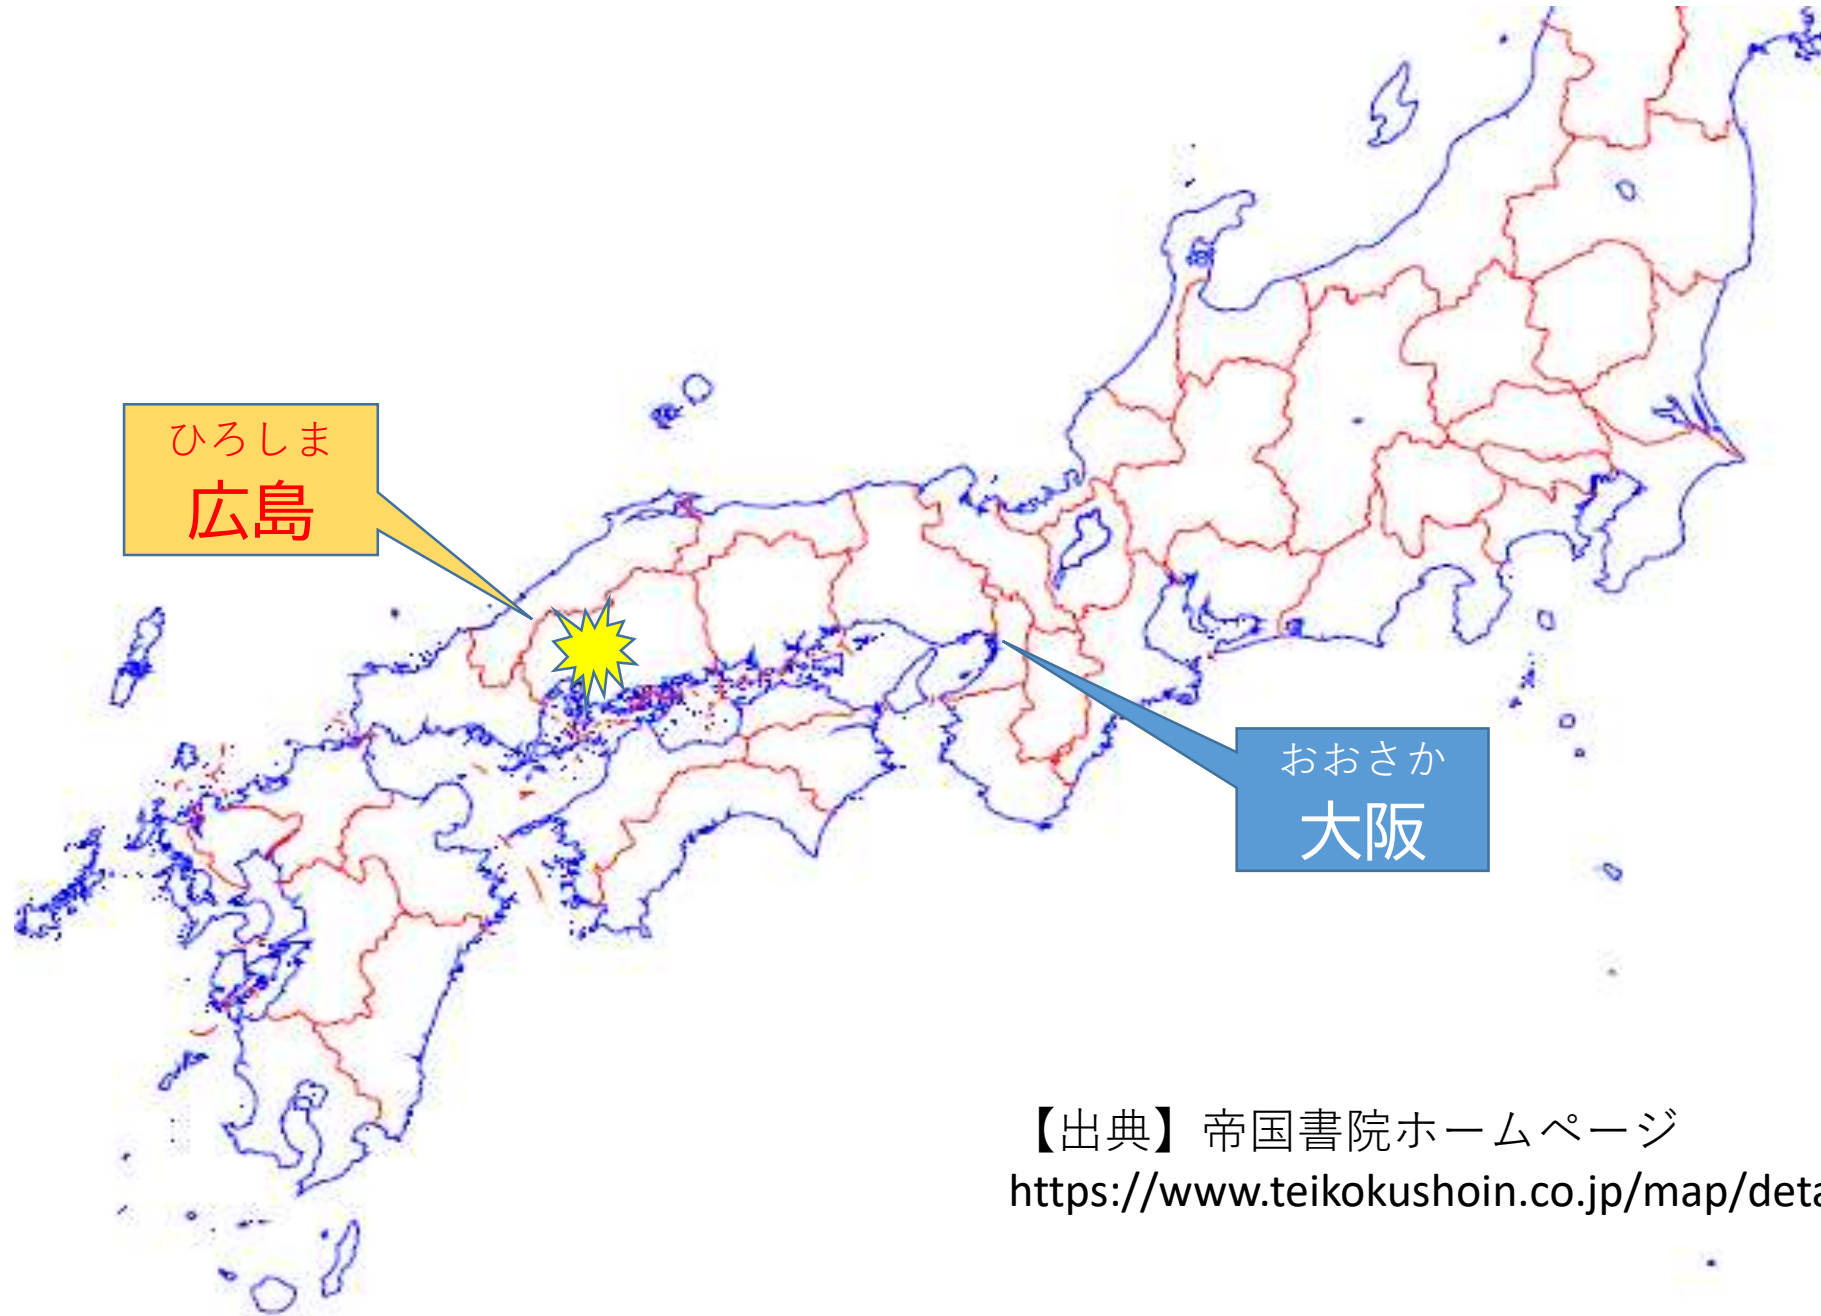 ひろしま
広島
おおさか
大阪
【出典】帝国書院ホームページ
https://www.teikokushoin.co.jp/map/deta